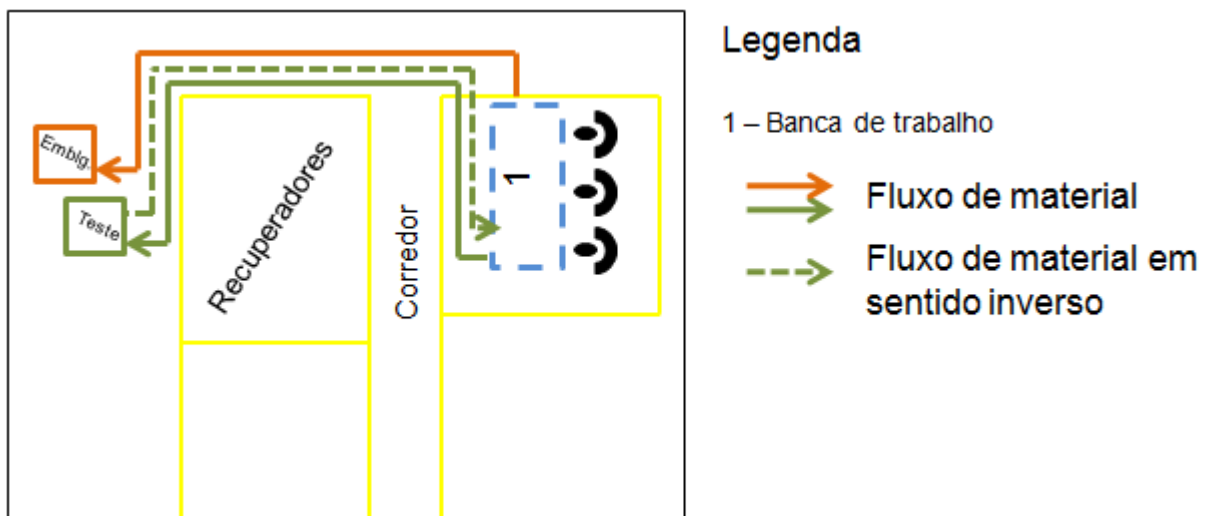 Emblg.
Teste
Recuperadores
Corredor
1
Legenda
1 – Banca de trabalho
Fluxo de material
Fluxo de material em
sentido inverso